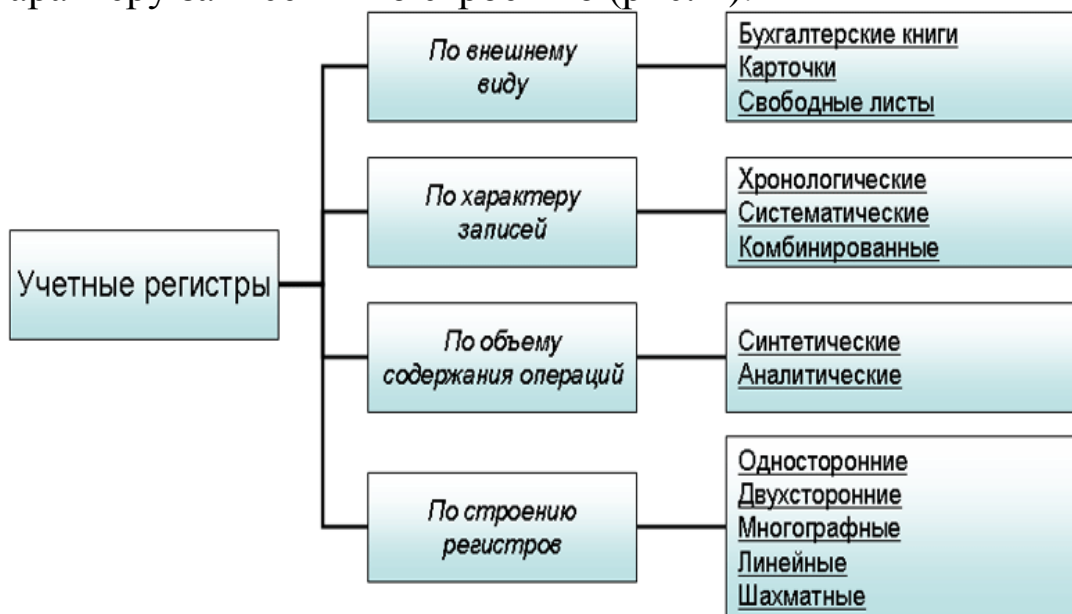 Учетные регистры
По внешнему
виду
Бухгалтерские книги
Карточки
Свободные листы
По характеру
записей
Хронологические
Систематические
Комбинированные
По объему
содержания операций
Синтетические
Аналитические
По строению
регистров
Односторонние
Двухсторонние
Многографные
Линейные
Шахматные